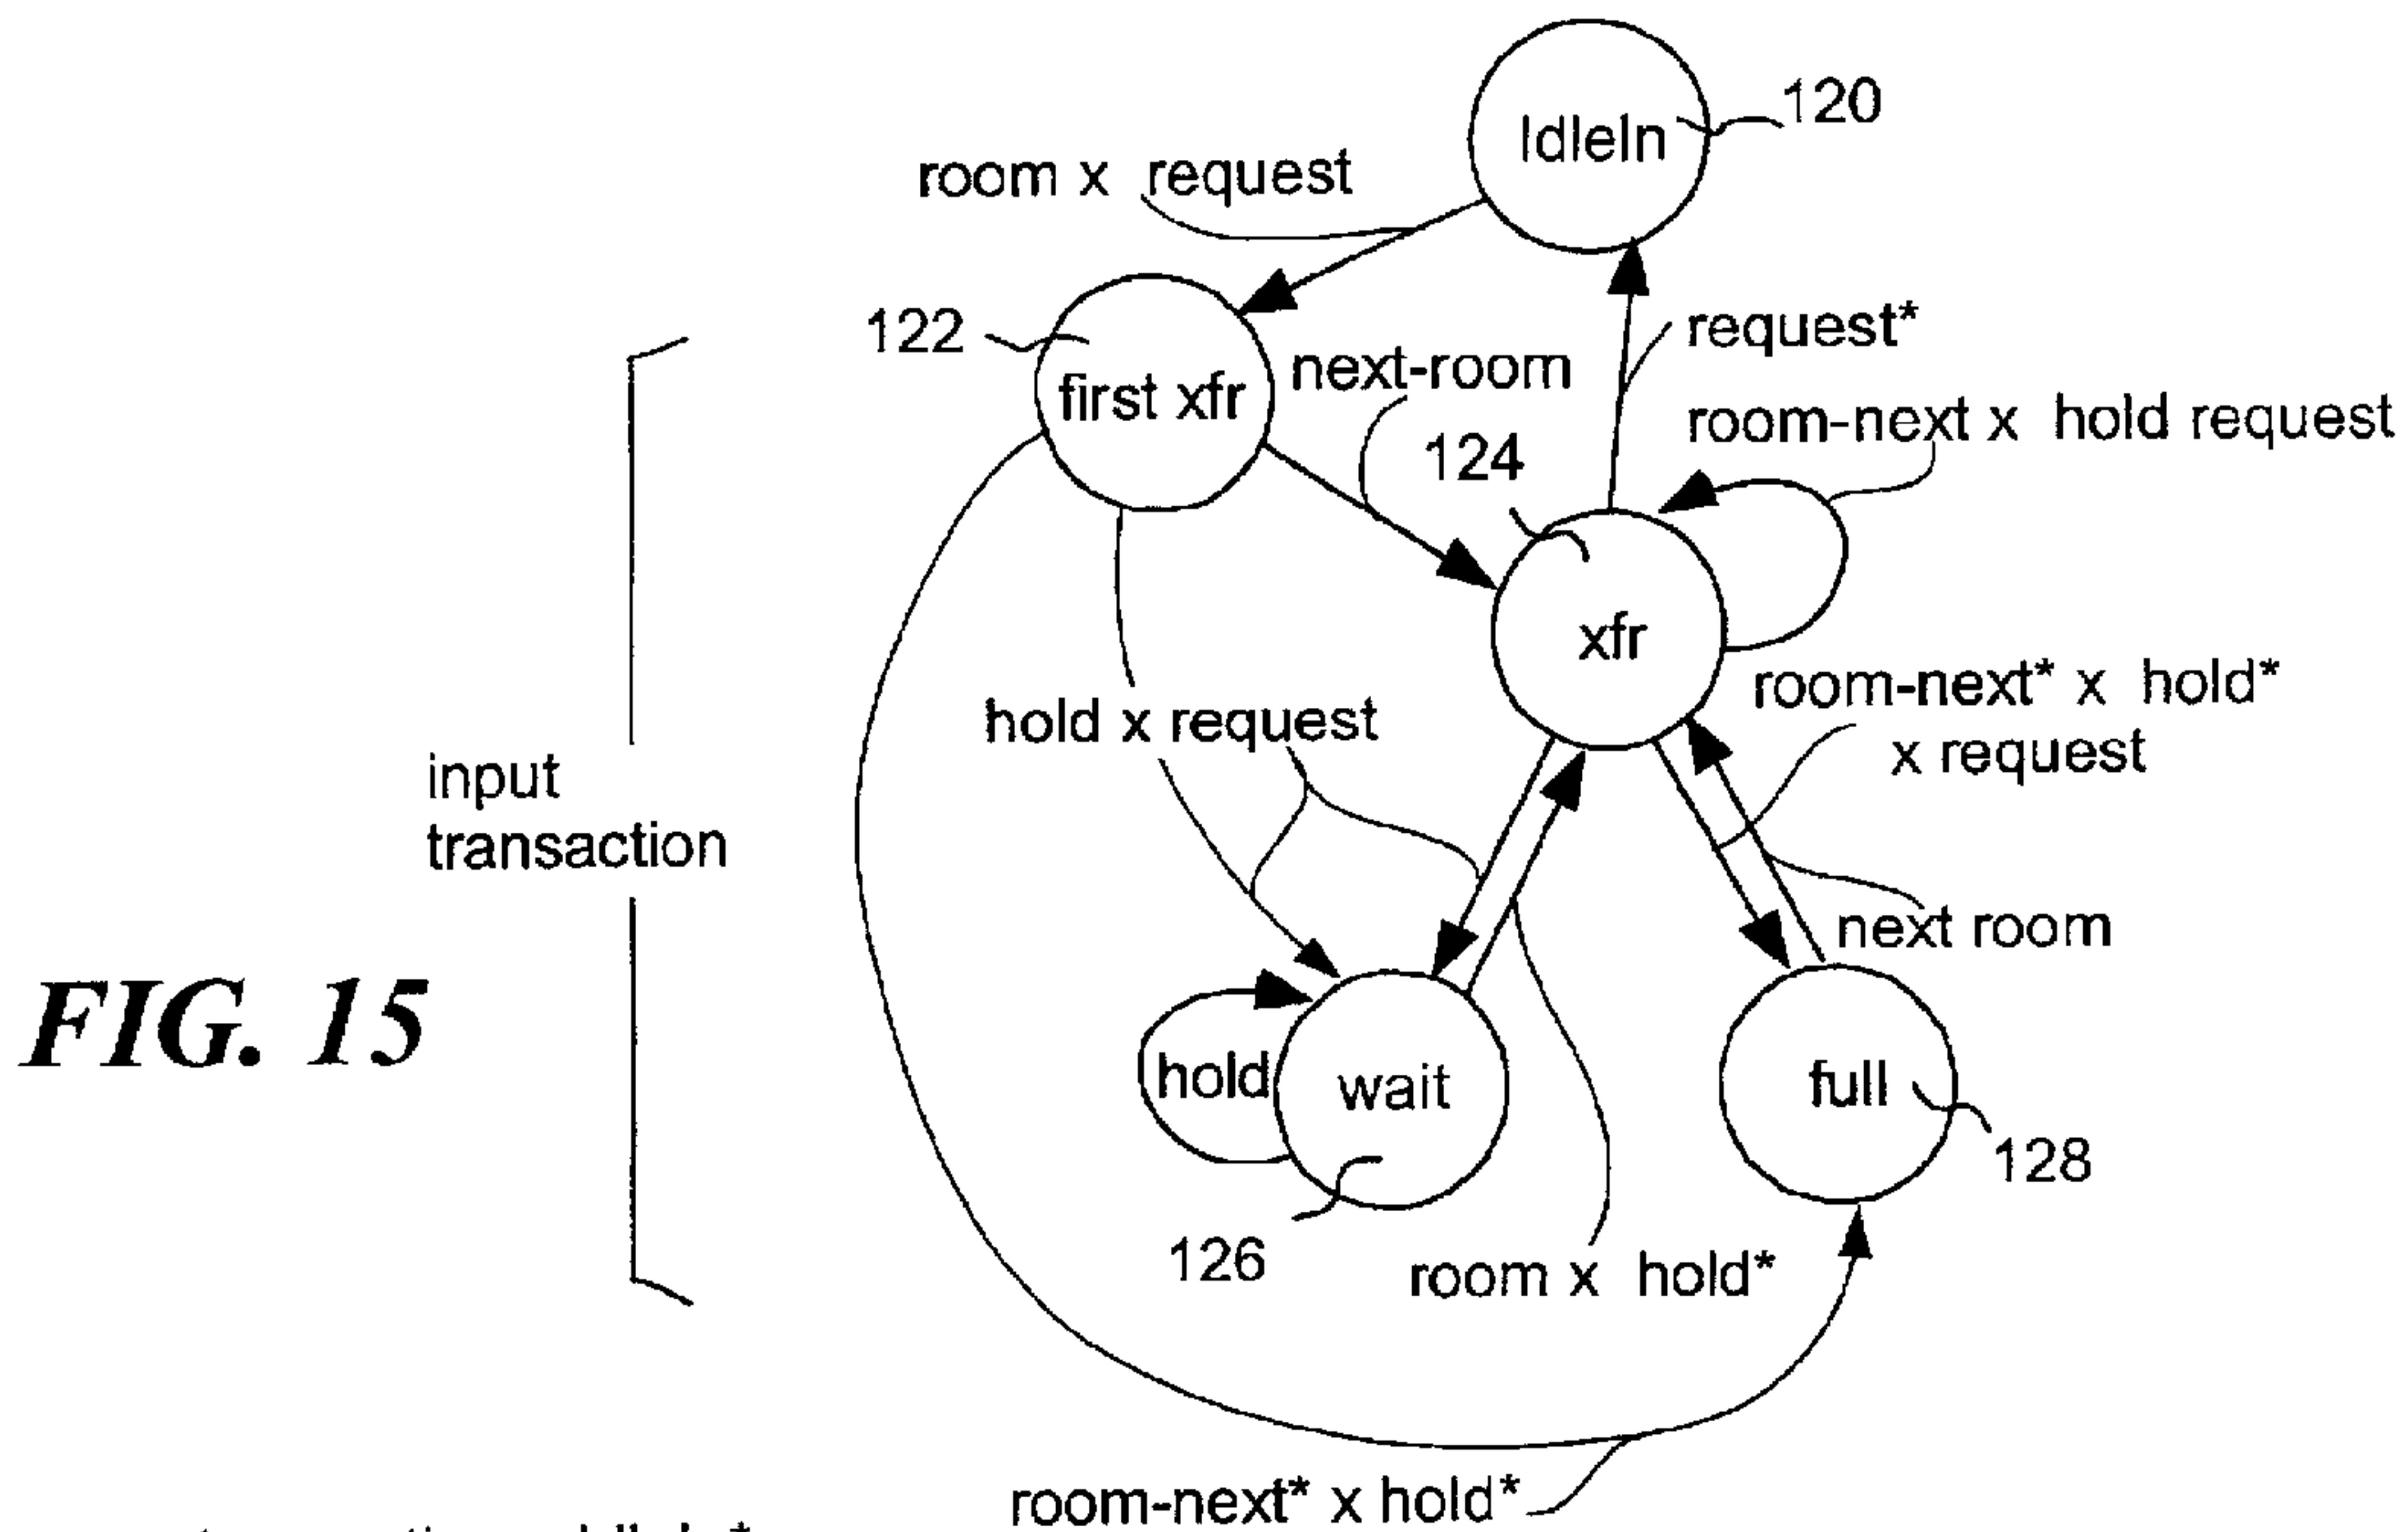 IdleIn
120
room x request
122
first xfr
next-room
request*
room-next x hold request
124
xfr
room-next* x hold*
x request
hold x request
input
transaction
next room
FIG. 15
hold
wait
full
128
126
room x hold*
room-next* x hold*